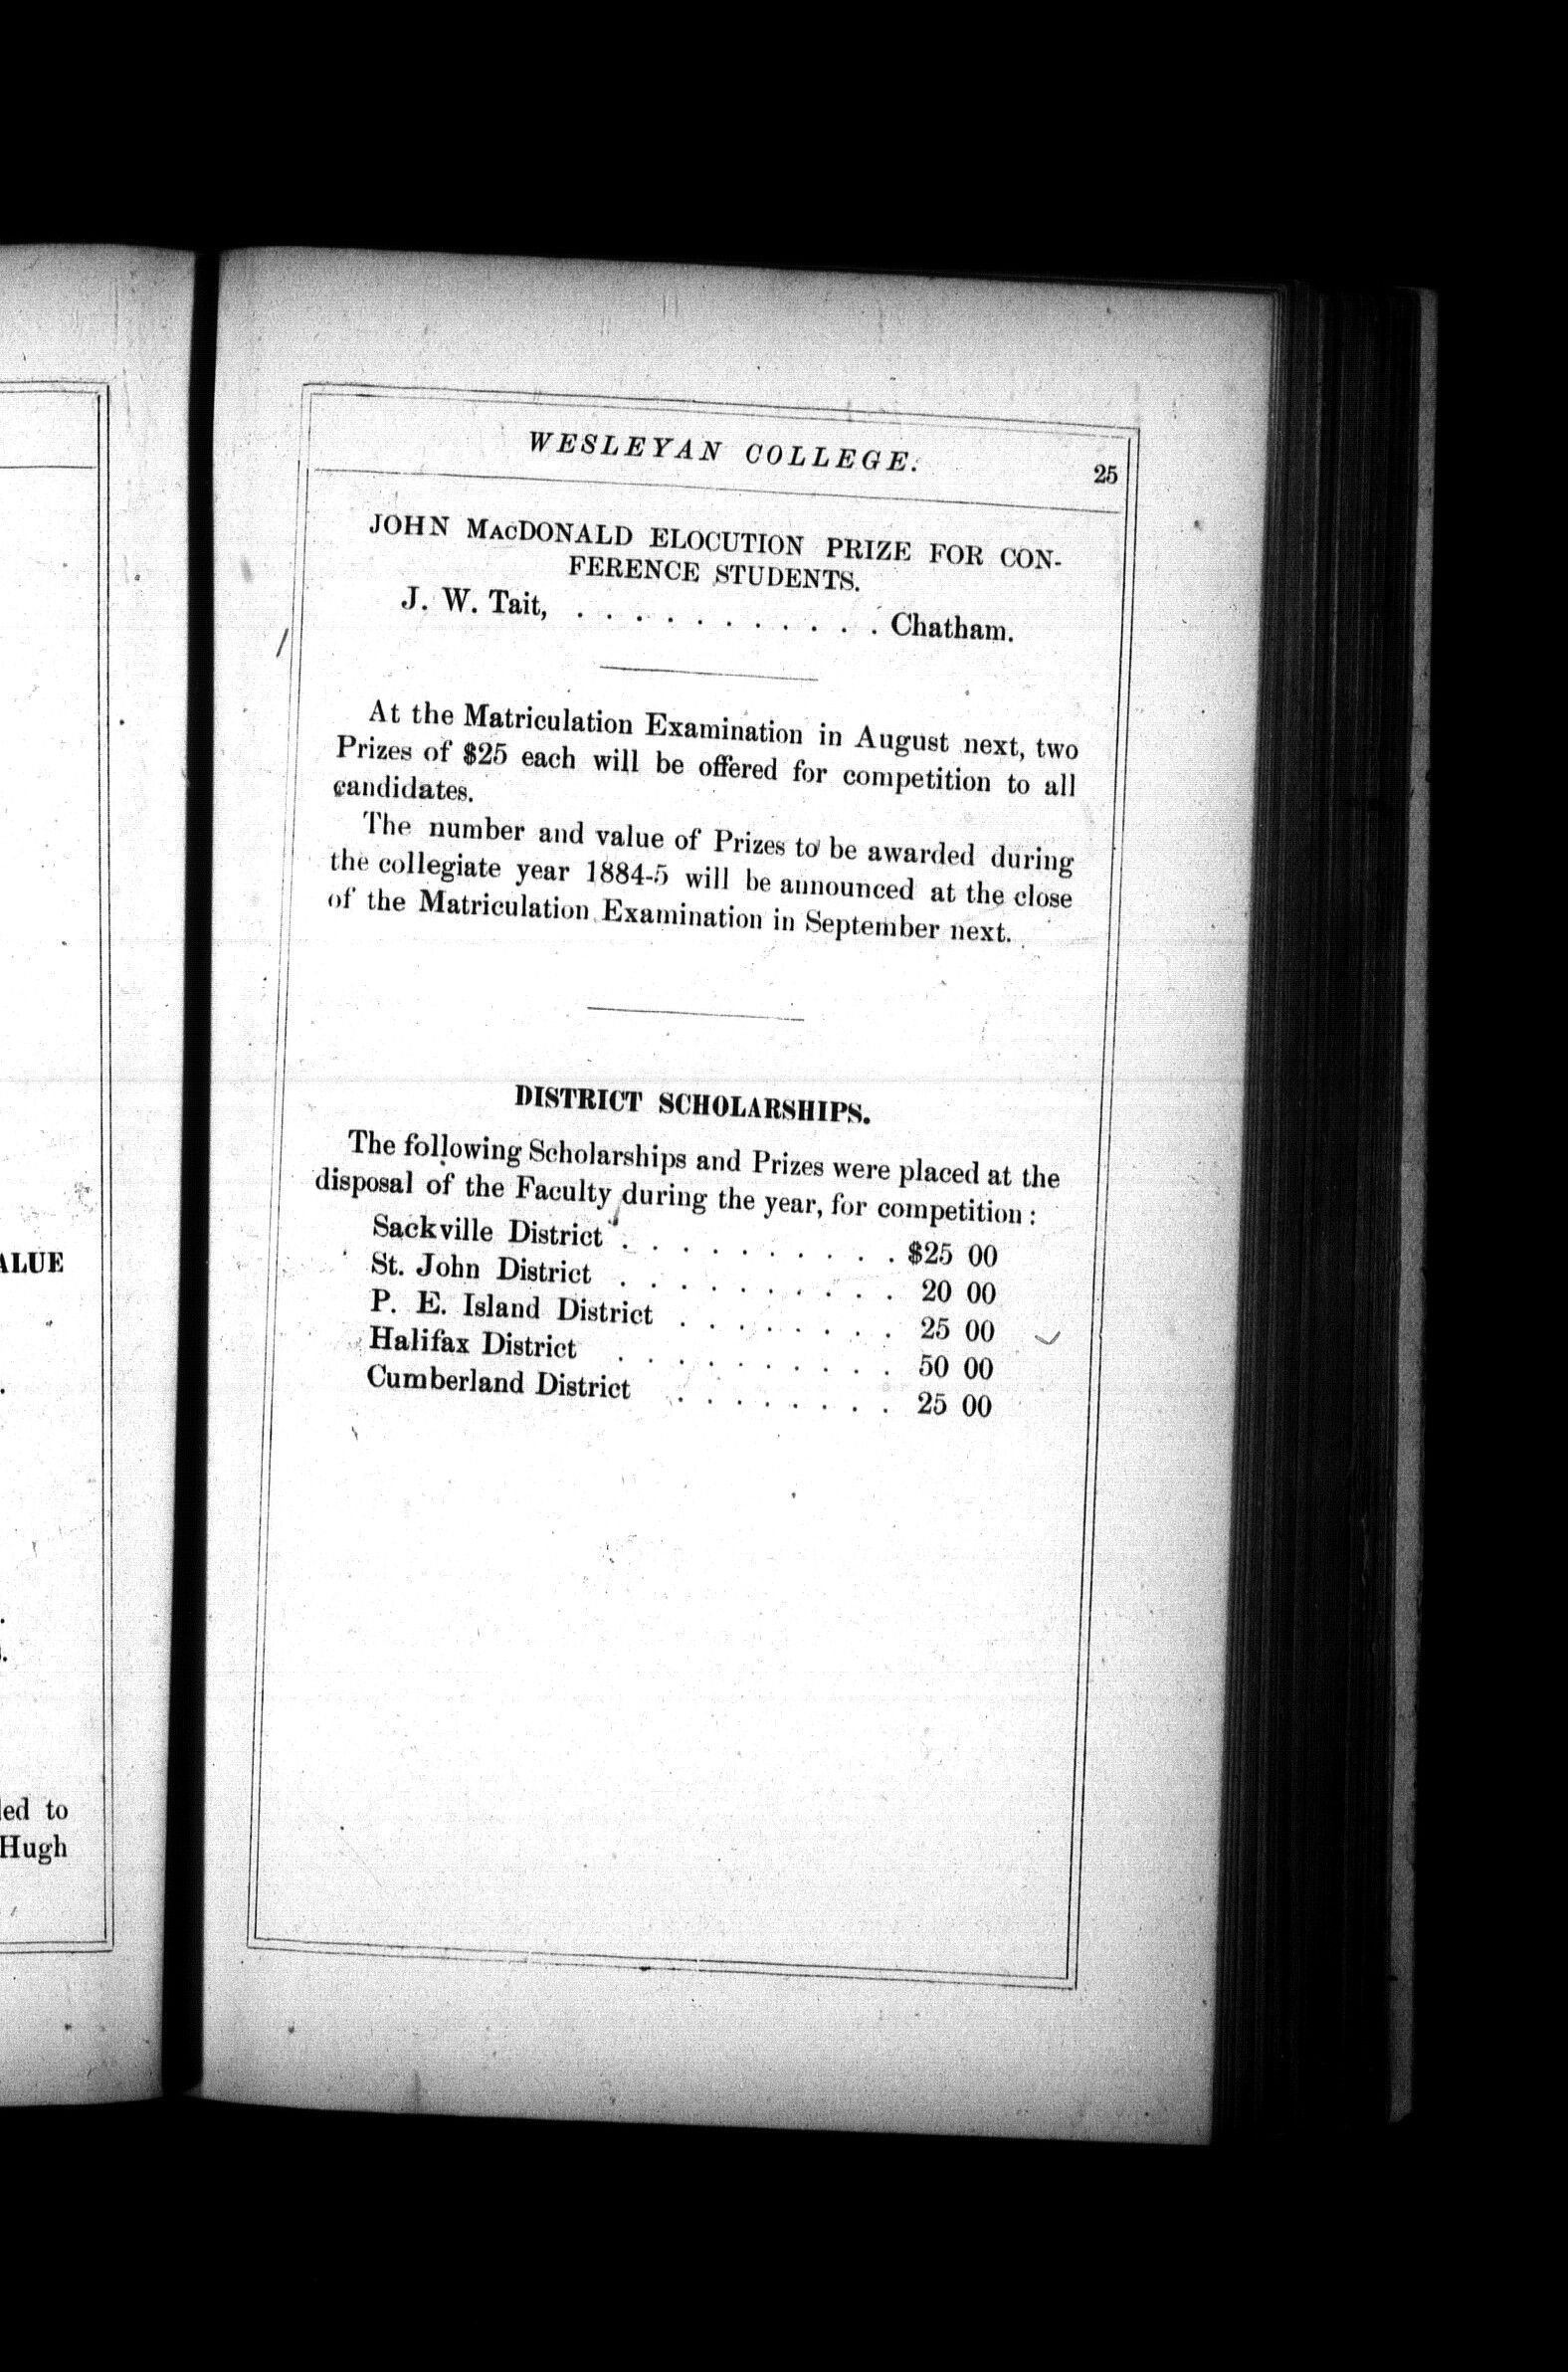 WESLEYAN COLLEGE. 25
JOHN MACDONALD ELOCUTION PRIZE FOR CON-
FERENCE STUDENTS.
J. W. Tait, . . . . . . . . . . . Chatham.
At the Matriculation Examination in August next, two
Prizes of $25 each will be offered for competition to all
candidates.
The number and value of Prizes to be awarded during
the collegiate year 1884-5 will be announced at the close
of the Matriculation Examination in September next.
DISTRICT SCHOLARSHIPS.
The following Scholarships and Prizes were placed at the
disposal of the Faculty during the year, for competition :
Sackville District . . . . . . . . . . $25 00
St. John District . . . . . . . . . . 20 00
P. E. Island District . . . . . . . . 25 00
Halifax District . . . . . . . . . . 50 00
Cumberland District . . . . . . . . 25 00
ALUE
led to
Hugh